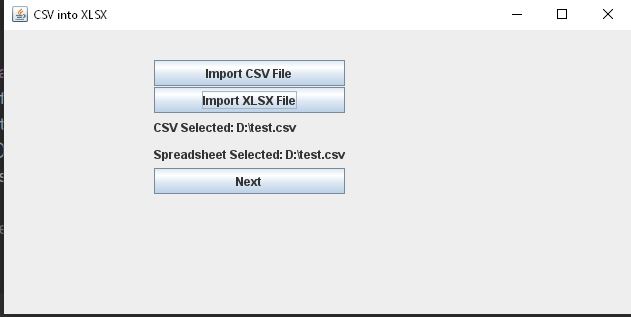 CSV into XLSX
Import CSV File
Import XLSX File
CSV Selected: D:\test.csv
Spreadsheet Selected: D:\test.csv
Next